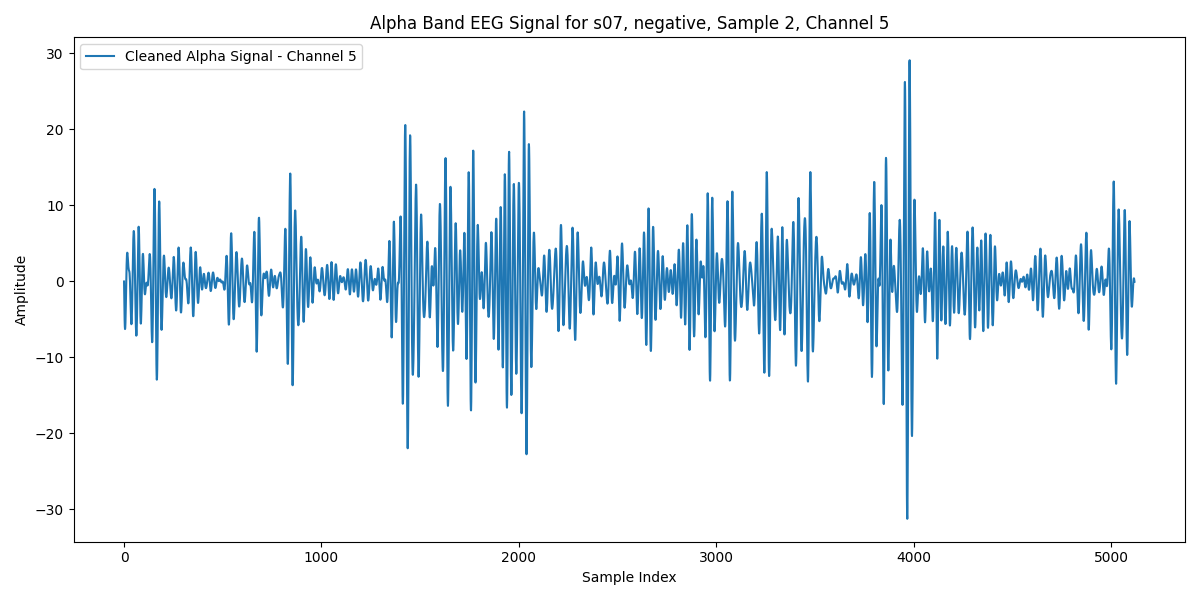 Alpha Band EEG Signal for s07, negative, Sample 2, Channel 5
Cleaned Alpha Signal - Channel 5
30
20
10
0
−10
−20
−30
Amplitude
0 1000 2000 3000 4000 5000
Sample Index